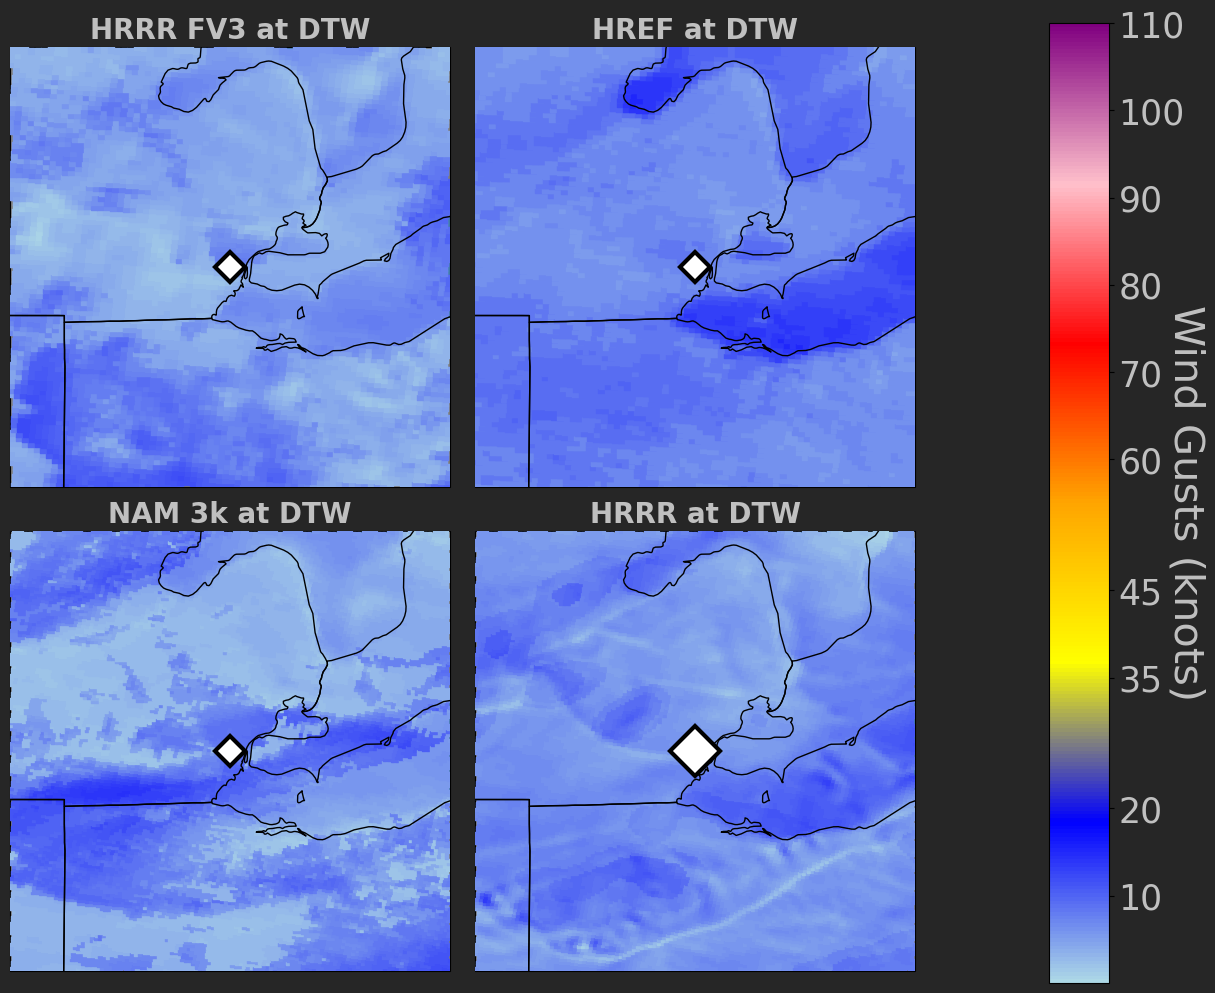 HRRR FV3 at DTW
HREF at DTW
NAM 3k at DTW
HRRR at DTW
110
100
90
80
70
60
45
35
20
10
Wind Gusts (knots)